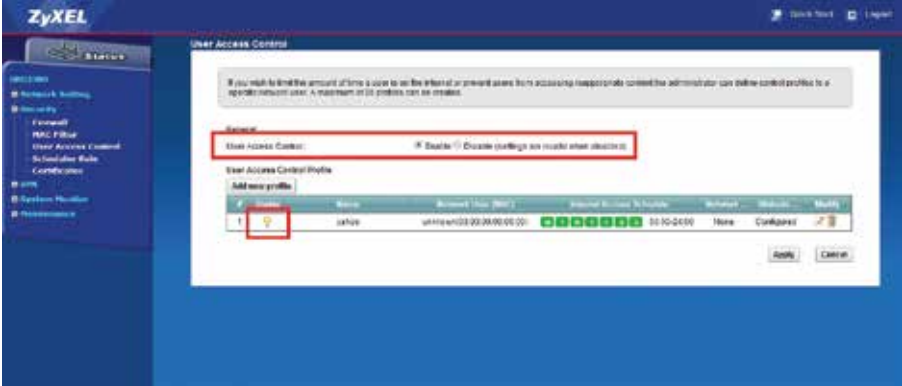 ZyXEL
Quick Start
Logout
Status
User Access Control
Network Setting
Security
Firewall
MAC Filter
User Access Control
Scheduler Rule
Certificates
VPN
System Monitor
Maintenance
If you wish to limit the amount of time a user is on the internet or prevent users from accessing inappropriate content the administrator can define control profiles to a
specific network user. A maximum of 20 profiles can be created.
General
User Access Control: Enable Disable (settings are invalid when disabled)
User Access Control Profile
Add new profile
# Status Name Network User (MAC) Internet Access Schedule Network Website Modify
1 00:00-24:00 None Configured
Apply Cancel